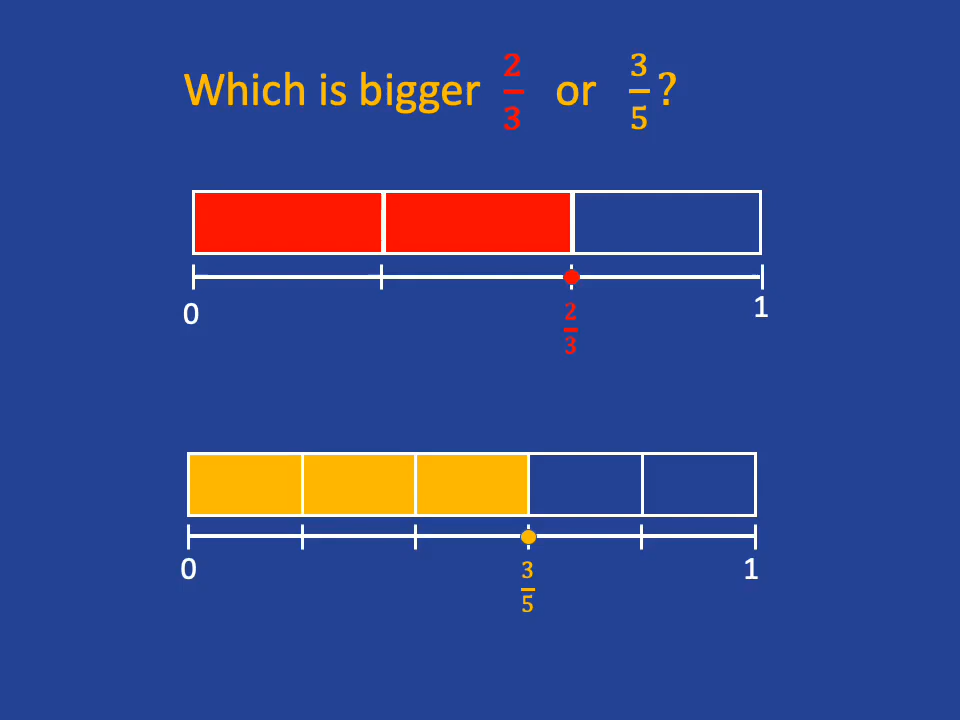 Which is bigger 2/3 or 3/5?
0 1
2/3
0 1
3/5